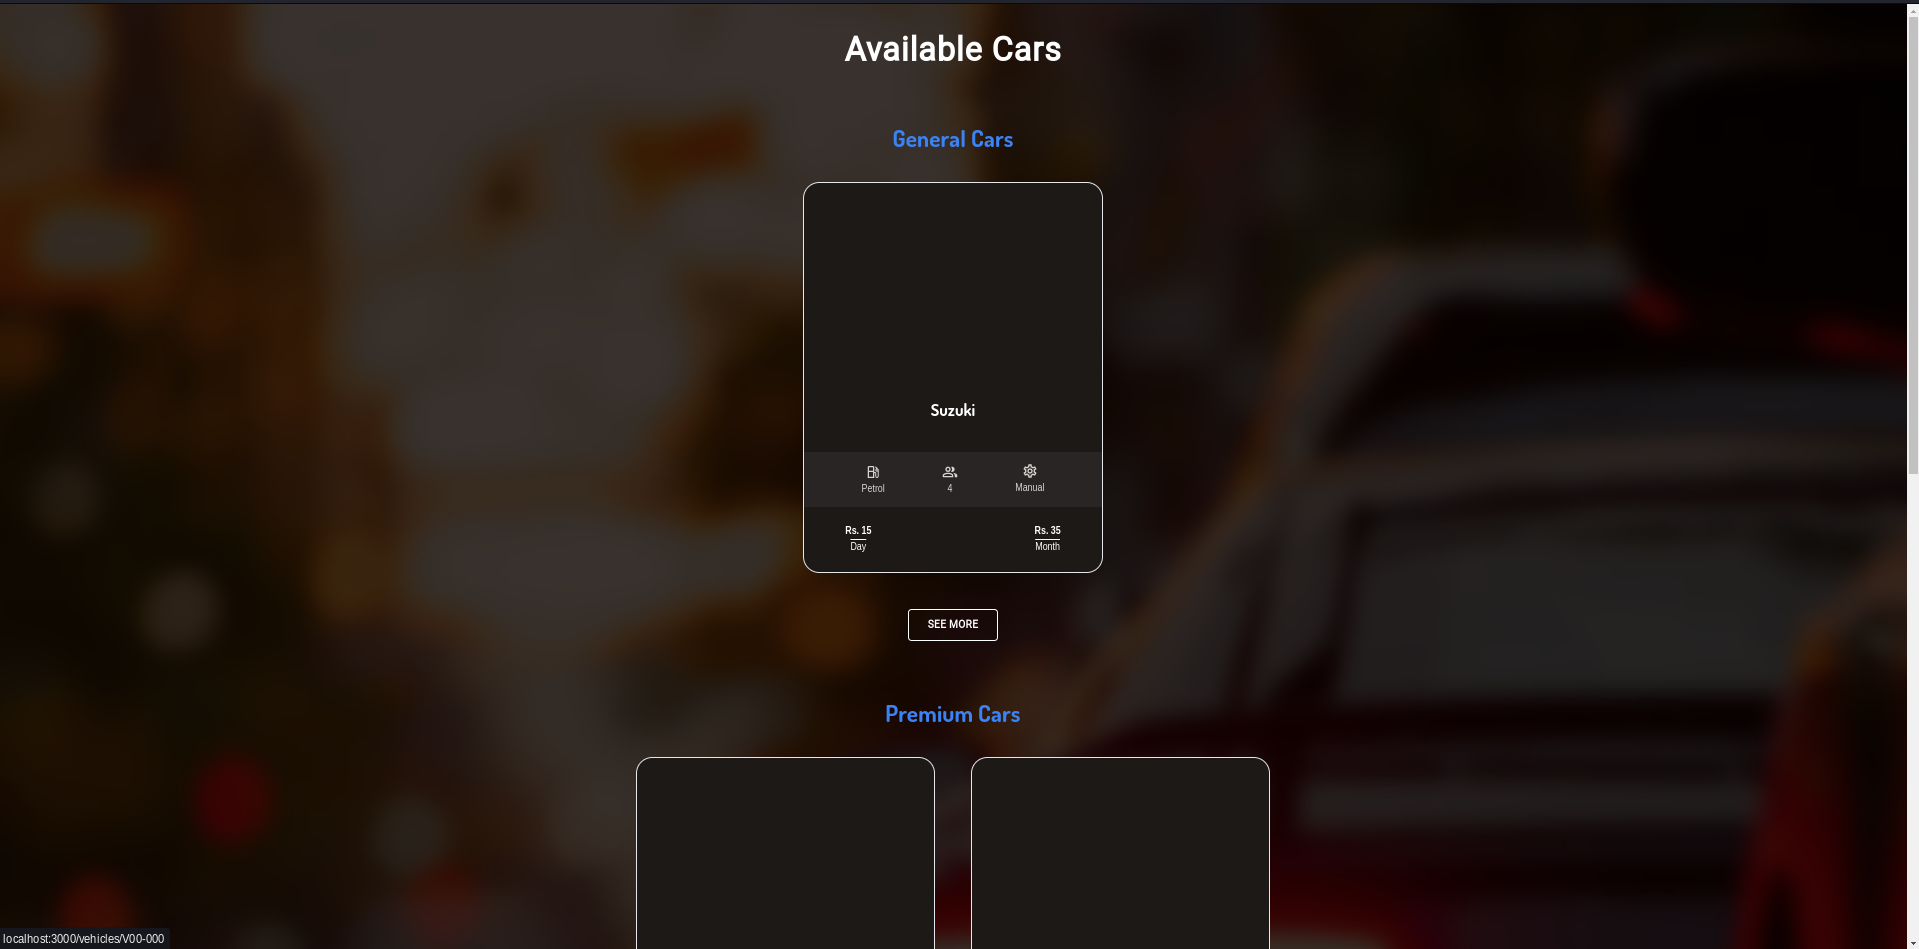 Available Cars
General Cars
Suzuki
Petrol 4 Manual
Rs. 15 Rs. 35
Day Month
SEE MORE
Premium Cars
localhost:3000/vehicles/V00-000